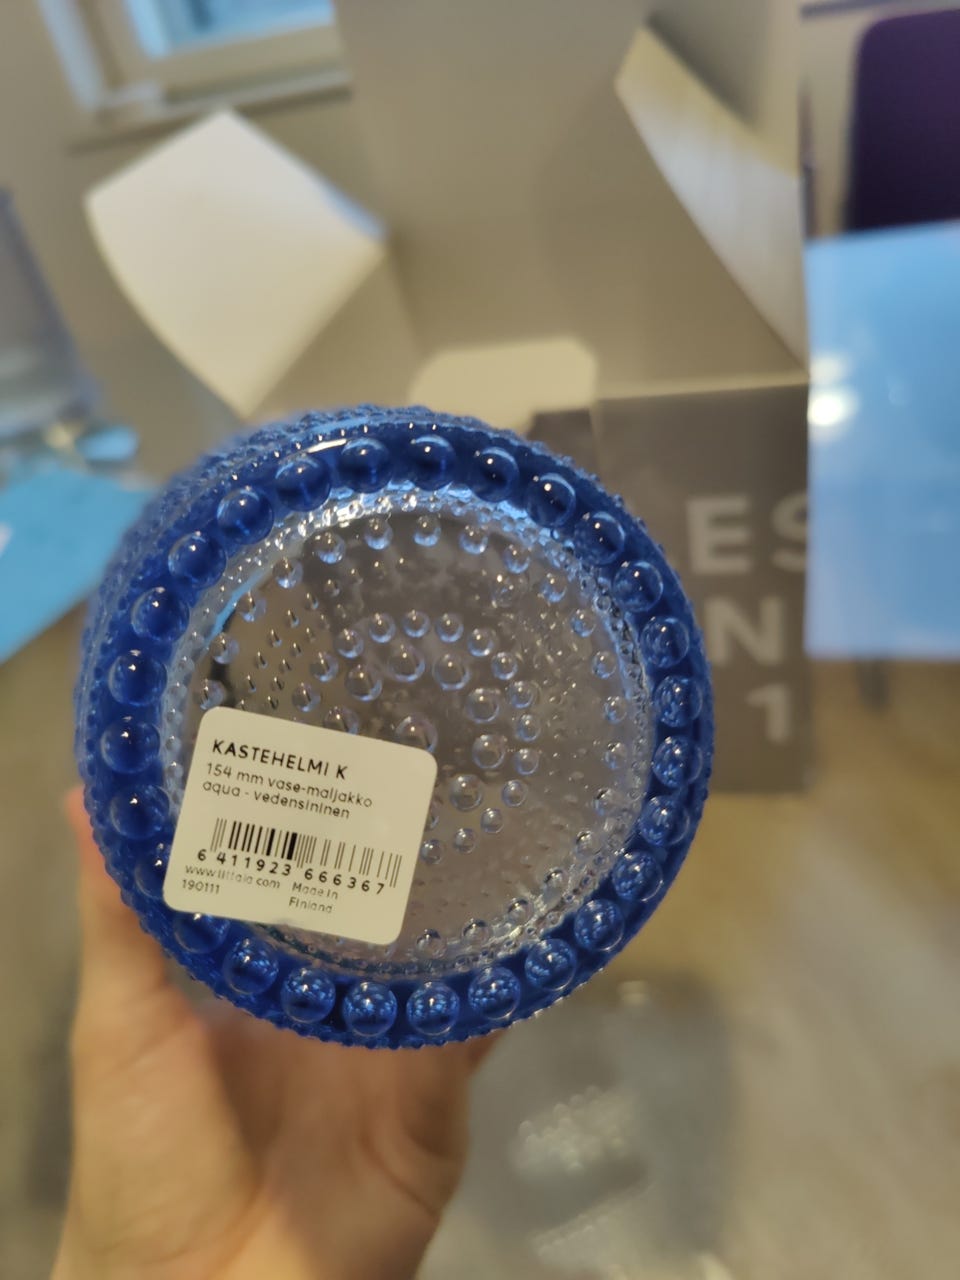 KASTEHELMI K
154 mm vase-maljakko
aqua - vedensininen
6 411923 666367
www.iittala.com Made in
190111 Finland
ES
N
1